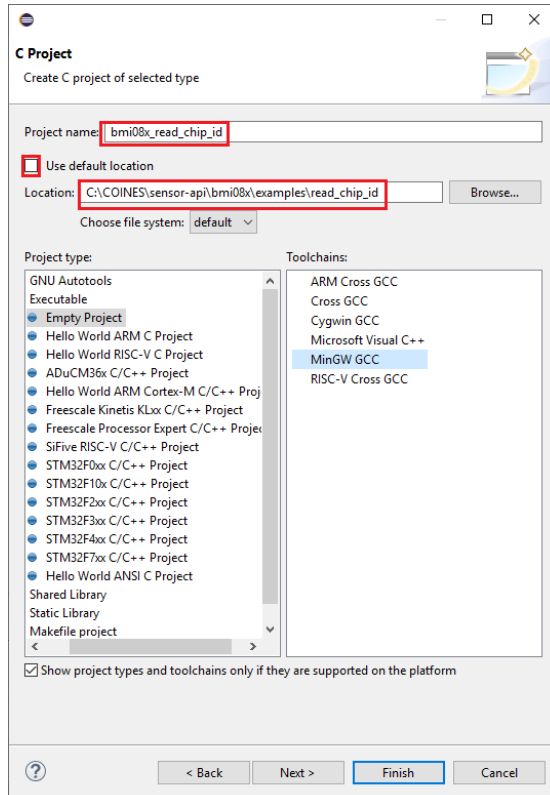 C Project
Create C project of selected type
Project name: bmi08x_read_chip_id
Use default location
Location: C:\COINES\sensor-api\bmi08x\examples\read_chip_id Browse...
Choose file system: default
Project type:
GNU Autotools
Executable
Empty Project
Hello World ARM C Project
Hello World RISC-V C Project
ADuCM36x C/C++ Project
Hello World ARM Cortex-M C/C++ Proj
Freescale Kinetis KLxx C/C++ Project
Freescale Processor Expert C/C++ Projec
SiFive RISC-V C/C++ Project
STM32F0xx C/C++ Project
STM32F10x C/C++ Project
STM32F2xx C/C++ Project
STM32F3xx C/C++ Project
STM32F4xx C/C++ Project
STM32F7xx C/C++ Project
Hello World ANSI C Project
Shared Library
Static Library
Makefile project
Toolchains:
ARM Cross GCC
Cross GCC
Cygwin GCC
Microsoft Visual C++
MinGW GCC
RISC-V Cross GCC
Show project types and toolchains only if they are supported on the platform
? < Back Next > Finish Cancel